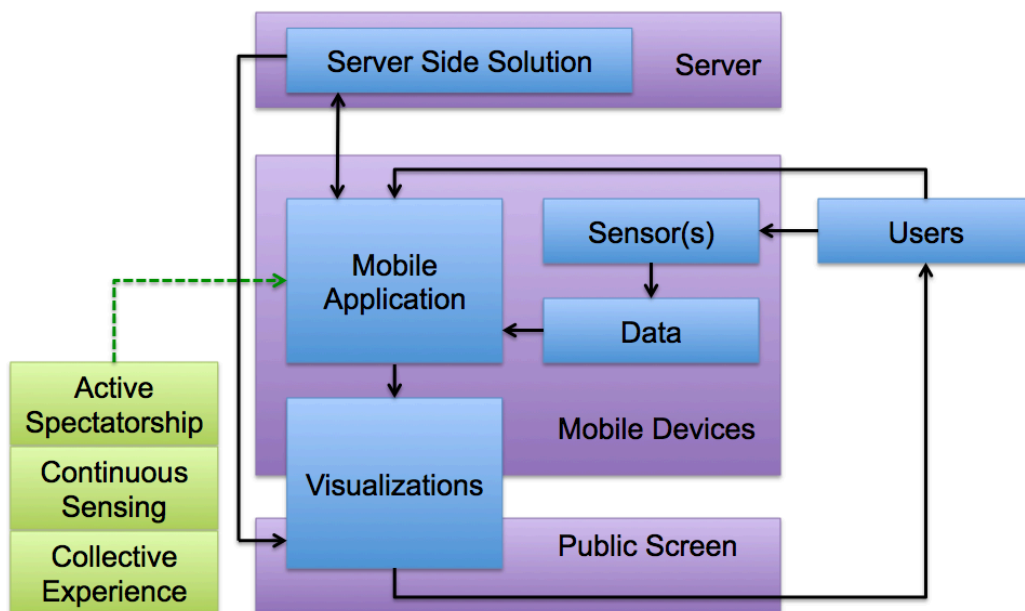 Server Side Solution
Server
Mobile
Application
Sensor(s)
Users
Data
Mobile Devices
Visualizations
Public Screen
Active
Spectatorship
Continuous
Sensing
Collective
Experience